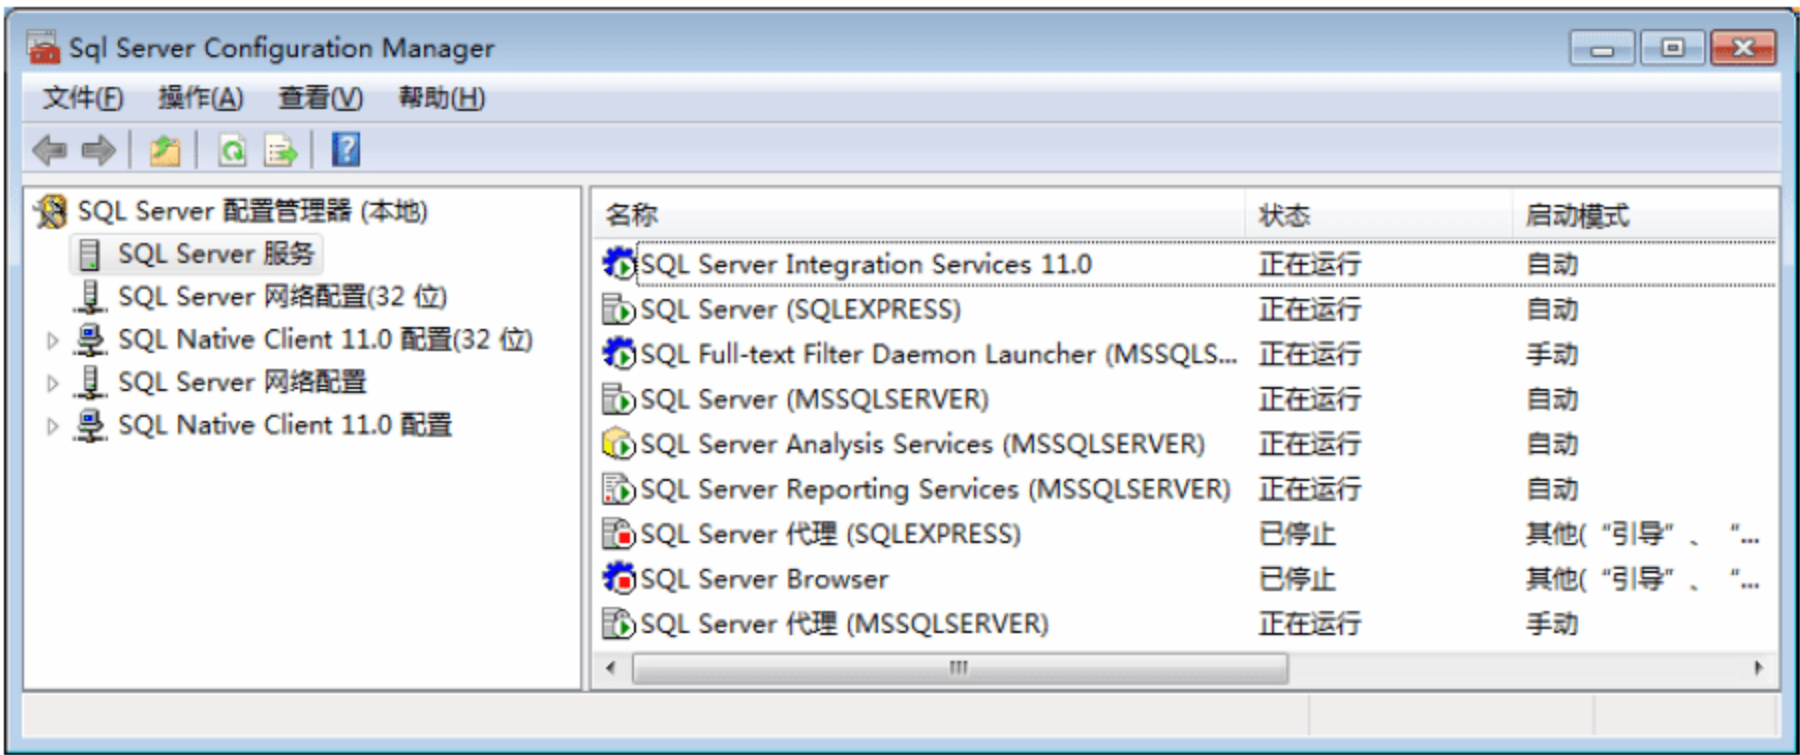 Sql Server Configuration Manager
文件(F) 操作(A) 查看(V) 帮助(H)
SQL Server 配置管理器 (本地)
SQL Server 服务
SQL Server 网络配置(32 位)
SQL Native Client 11.0 配置(32 位)
SQL Server 网络配置
SQL Native Client 11.0 配置
名称 状态 启动模式
SQL Server Integration Services 11.0 正在运行 自动
SQL Server (SQLEXPRESS) 正在运行 自动
SQL Full-text Filter Daemon Launcher (MSSQLS... 正在运行 手动
SQL Server (MSSQLSERVER) 正在运行 自动
SQL Server Analysis Services (MSSQLSERVER) 正在运行 自动
SQL Server Reporting Services (MSSQLSERVER) 正在运行 自动
SQL Server 代理 (SQLEXPRESS) 已停止 其他(“引导”、“...
SQL Server Browser 已停止 其他(“引导”、“...
SQL Server 代理 (MSSQLSERVER) 正在运行 手动